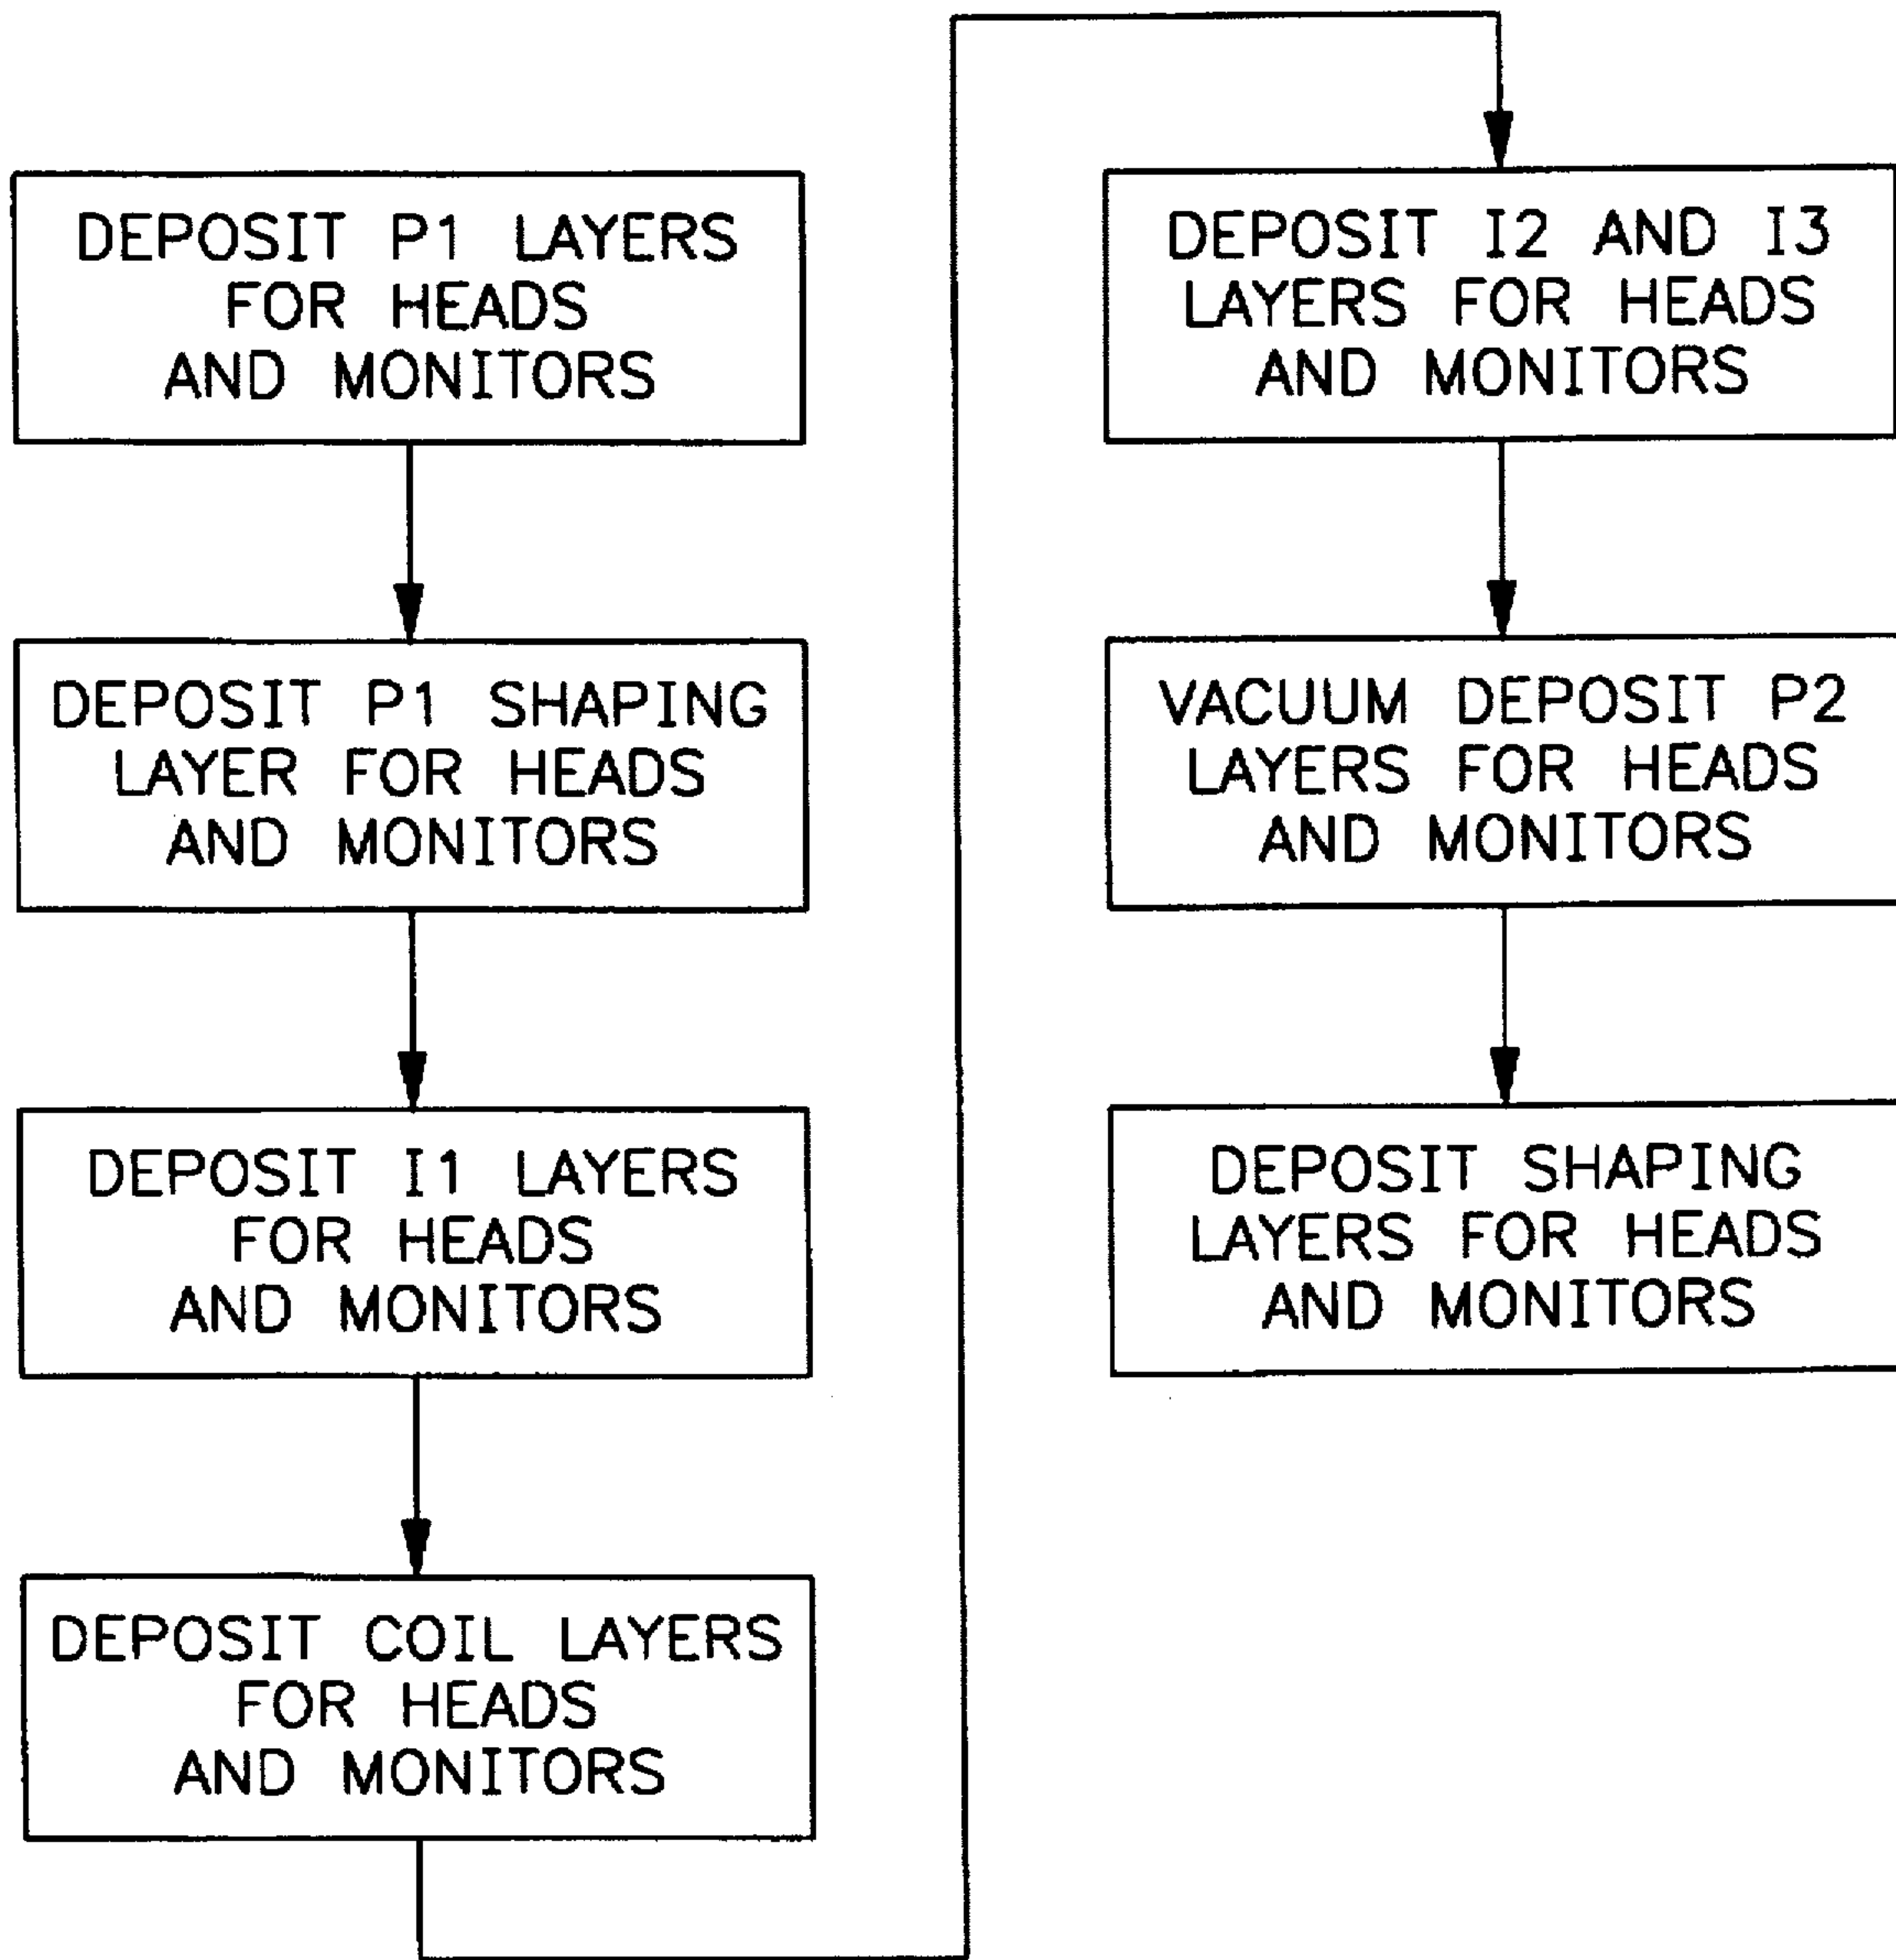 DEPOSIT P1 LAYERS
FOR HEADS
AND MONITORS
DEPOSIT P1 SHAPING
LAYER FOR HEADS
AND MONITORS
DEPOSIT I1 LAYERS
FOR HEADS
AND MONITORS
DEPOSIT COIL LAYERS
FOR HEADS
AND MONITORS
DEPOSIT I2 AND I3
LAYERS FOR HEADS
AND MONITORS
VACUUM DEPOSIT P2
LAYERS FOR HEADS
AND MONITORS
DEPOSIT SHAPING
LAYERS FOR HEADS
AND MONITORS